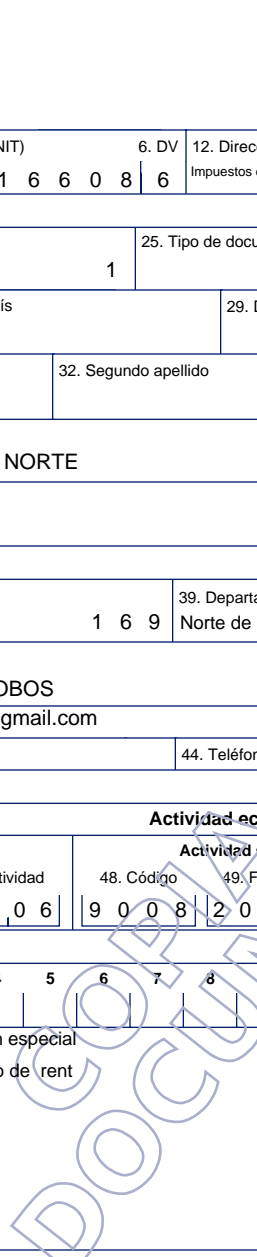 NIT) 6. DV 12. Direc
1 6 6 0 8 6 Impuestos
25. Tipo de docu
1
ís 29. D
32. Segundo apellido
NORTE
39. Departa
1 6 9 Norte de
OBOS
gmail.com
44. Teléfon
Actividad ec
Actividad s
tividad 48. Código 49. F
0 6 9 0 0 8 2 0
5 6 7 8
n especial
o de rent
COPIA
DOCUM